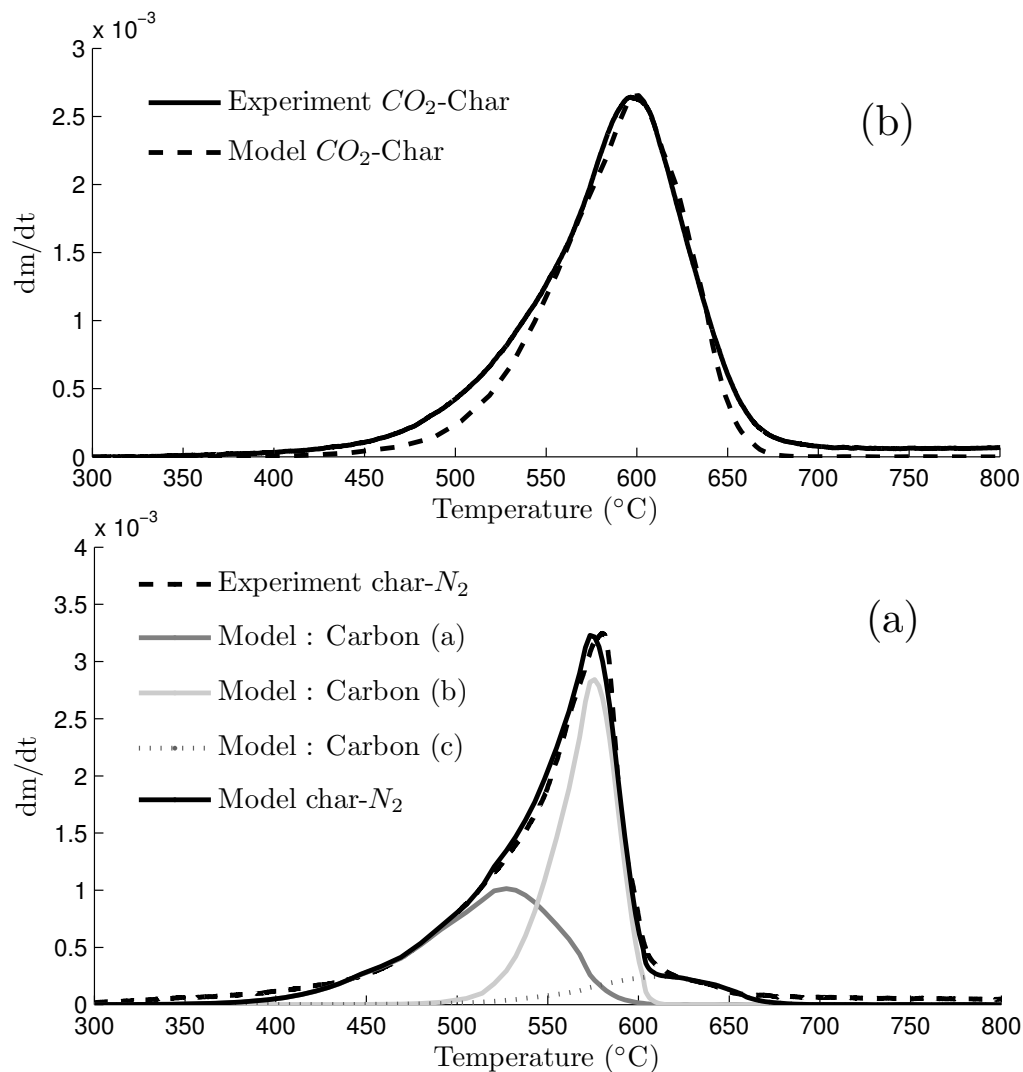 x 10⁻³
3
2.5
2
1.5
1
0.5
0
dm/dt
Experiment CO₂-Char
Model CO₂-Char
(b)
300 350 400 450 500 550 600 650 700 750 800
Temperature (°C)
x 10⁻³
4
3.5
3
2.5
2
1.5
1
0.5
0
dm/dt
Experiment char-N₂
Model : Carbon (a)
Model : Carbon (b)
Model : Carbon (c)
Model char-N₂
(a)
300 350 400 450 500 550 600 650 700 750 800
Temperature (°C)